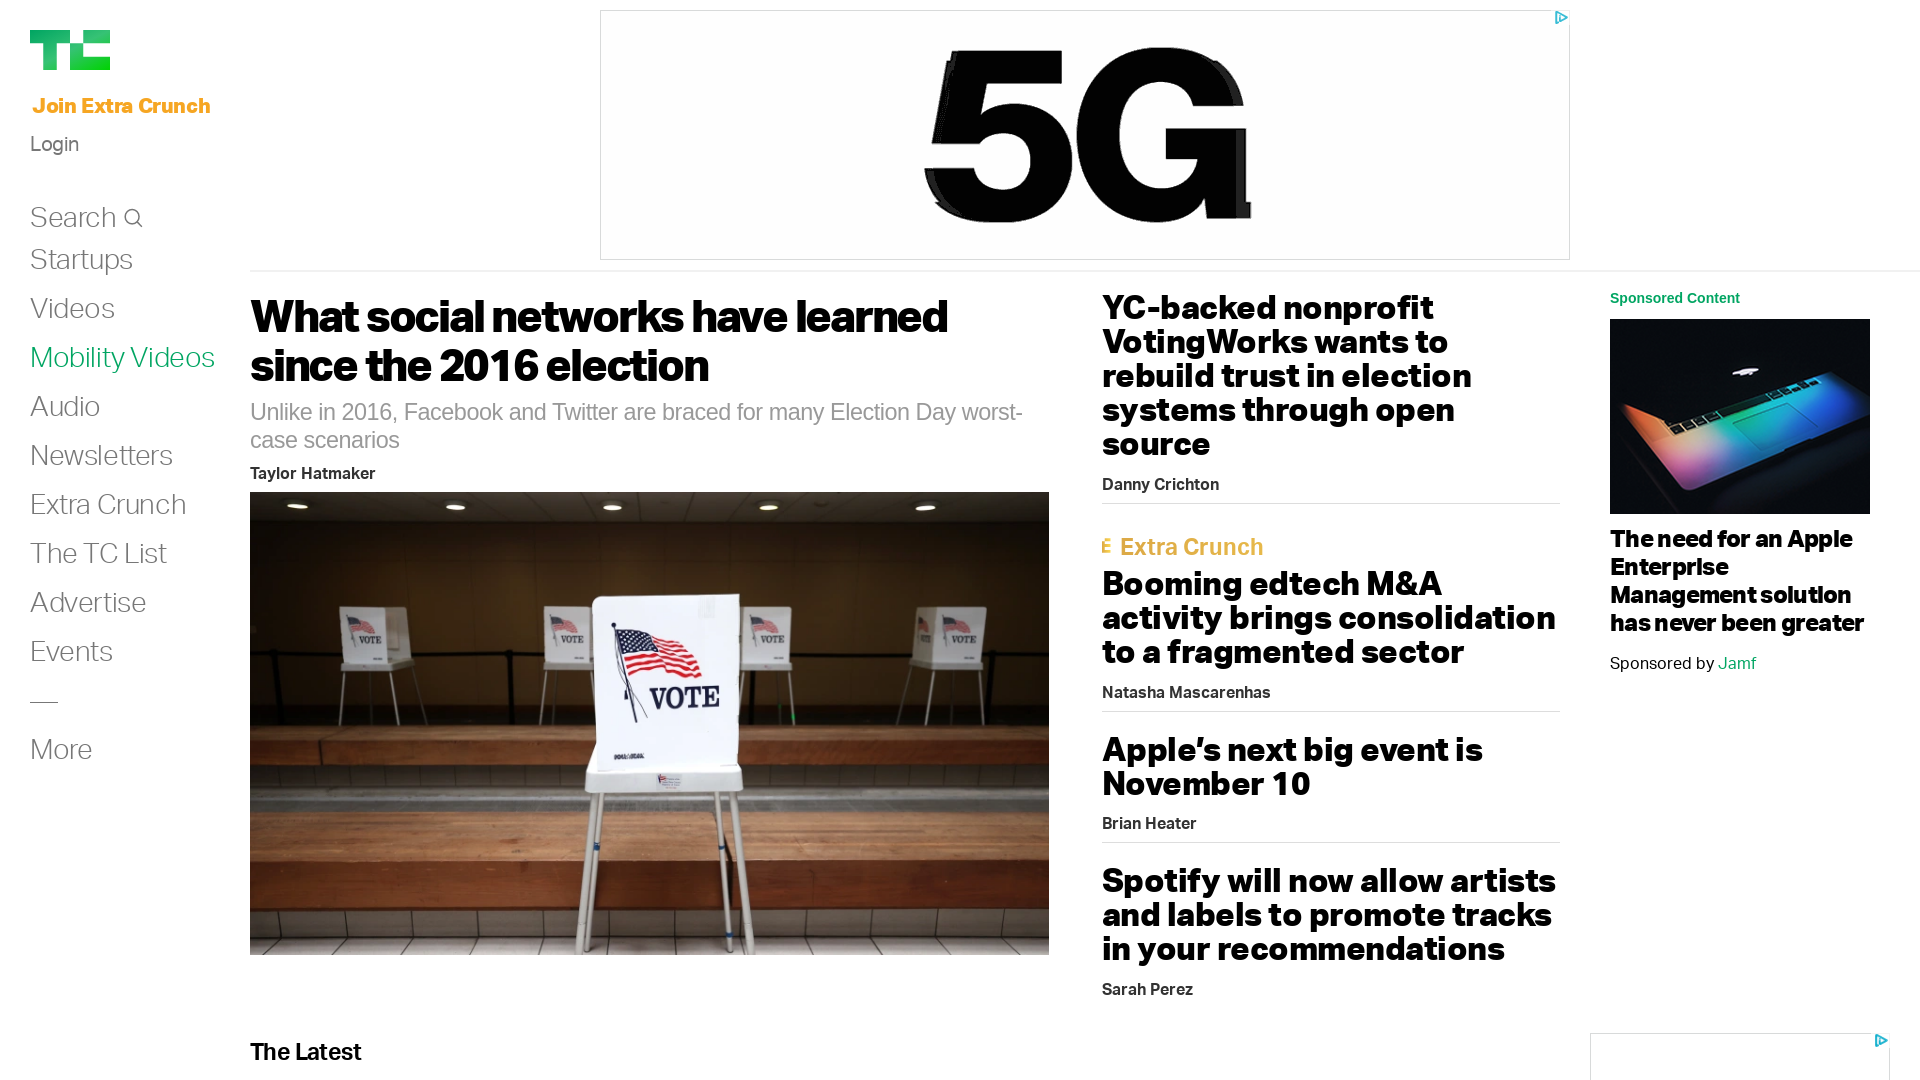 TC
Join Extra Crunch
Login
Search
Startups
Videos
Mobility Videos
Audio
Newsletters
Extra Crunch
The TC List
Advertise
Events
More
5G
What social networks have learned
since the 2016 election
Unlike in 2016, Facebook and Twitter are braced for many Election Day worst-
case scenarios
Taylor Hatmaker
VOTE
VOTE
VOTE
VOTE
VOTE
YC-backed nonprofit
VotingWorks wants to
rebuild trust in election
systems through open
source
Danny Crichton
Extra Crunch
Booming edtech M&A
activity brings consolidation
to a fragmented sector
Natasha Mascarenhas
Apple’s next big event is
November 10
Brian Heater
Spotify will now allow artists
and labels to promote tracks
in your recommendations
Sarah Perez
Sponsored Content
The need for an Apple
Enterprise
Management solution
has never been greater
Sponsored by Jamf
The Latest